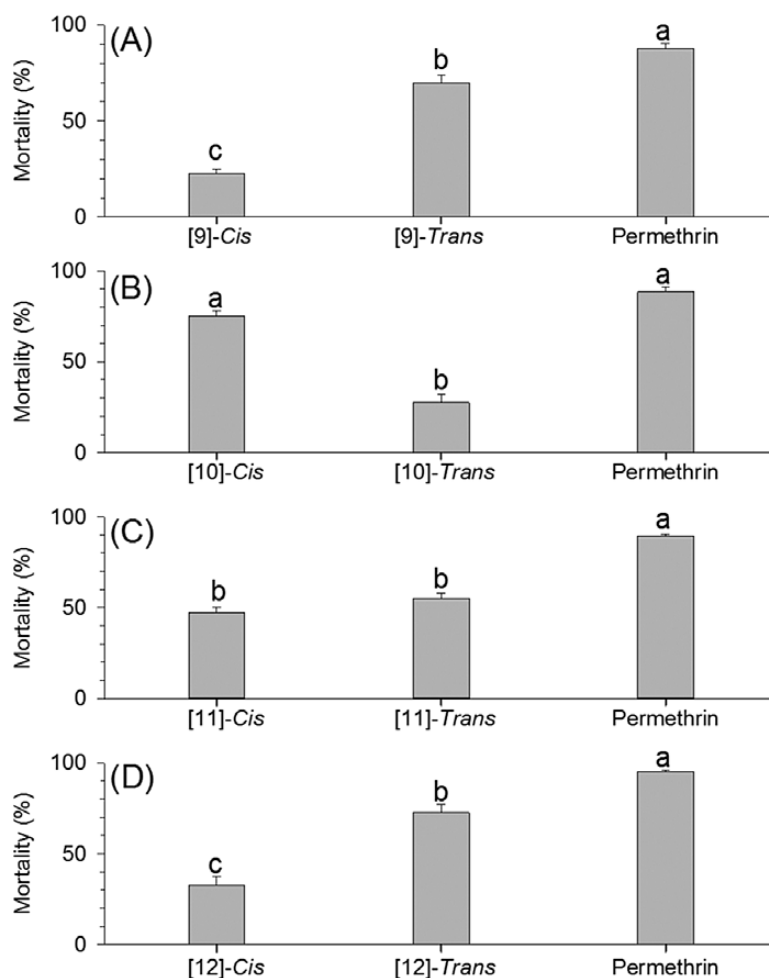 (A)
Mortality (%)
100
50
0
c
b
a
[9]-Cis
[9]-Trans
Permethrin
(B)
Mortality (%)
100
50
0
a
b
a
[10]-Cis
[10]-Trans
Permethrin
(C)
Mortality (%)
100
50
0
b
b
a
[11]-Cis
[11]-Trans
Permethrin
(D)
Mortality (%)
100
50
0
c
b
a
[12]-Cis
[12]-Trans
Permethrin